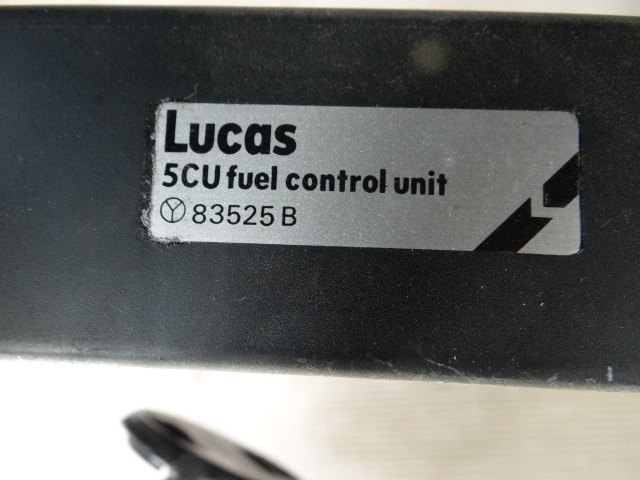 Lucas
5CU fuel control unit
83525 B